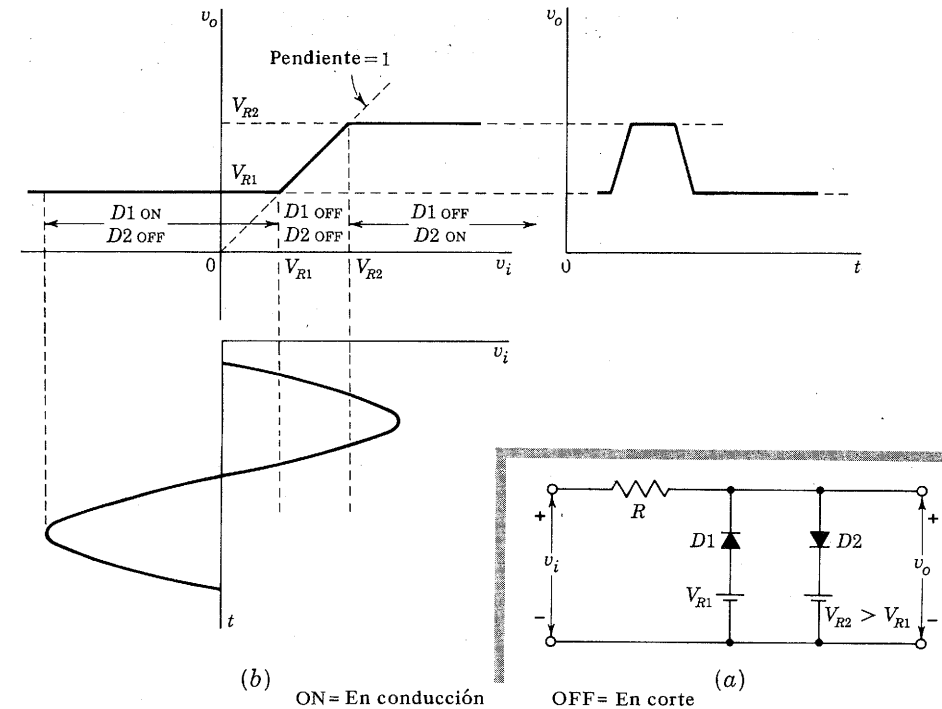 v_o
v_o
Pendiente = 1
V_R2
V_R1
D1 ON
D2 OFF
D1 OFF
D2 OFF
D1 OFF
D2 ON
0
V_R1
V_R2
v_i
0
t
v_i
t
R
+
+
D1
D2
v_i
v_o
V_R1
V_R2 > V_R1
−
−
(b)
(a)
ON = En conducción
OFF = En corte